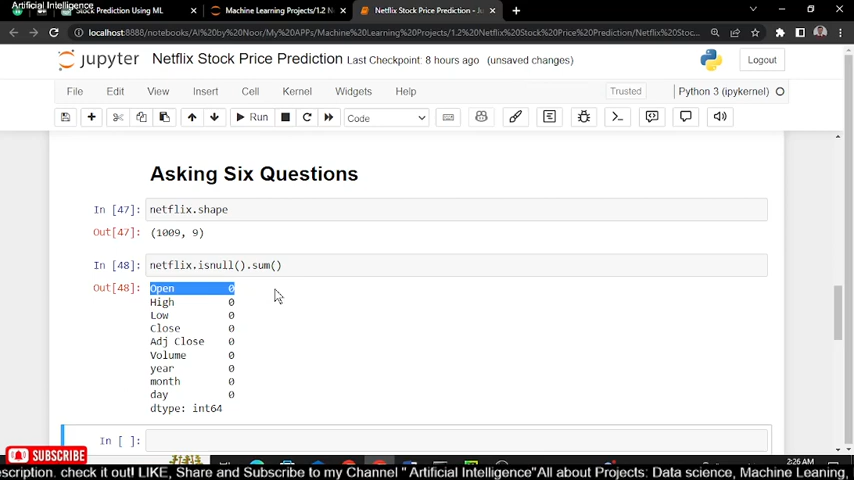 Artificial Intelligence
Stock Prediction Using ML
Machine Learning Projects/1.2 N
Netflix Stock Price Prediction - Ju
localhost:8888/notebooks/AI%20by%20Noor/My%20APPs/Machine%20Learning%20Projects/1.2%20Netflix%20Stock%20Price%20Prediction/Netflix%20Stoc...
jupyter Netflix Stock Price Prediction Last Checkpoint: 8 hours ago (unsaved changes) Logout
File Edit View Insert Cell Kernel Widgets Help Trusted Python 3 (ipykernel)
Run Code
Asking Six Questions
In [47]: netflix.shape
Out[47]: (1009, 9)
In [48]: netflix.isnull().sum()
Out[48]: Open 0
High 0
Low 0
Close 0
Adj Close 0
Volume 0
year 0
month 0
day 0
dtype: int64
In [ ]:
SUBSCRIBE
2:26 AM
escription. check it out! LIKE, Share and Subscribe to my Channel " Artificial Intelligence"All about Projects: Data science, Machine Learning,